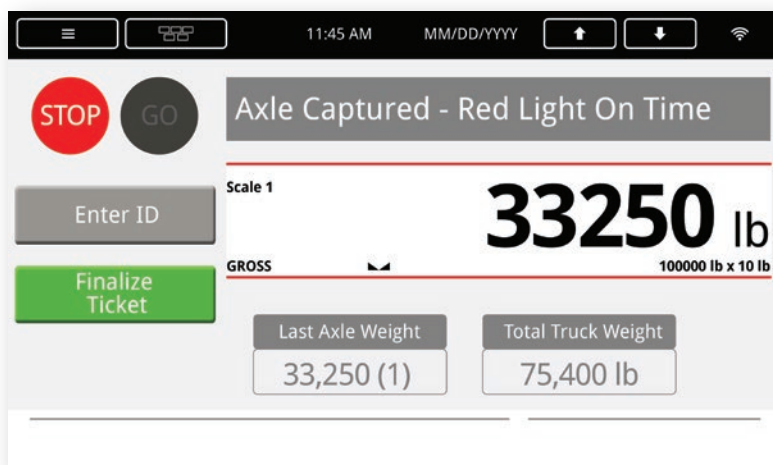 11:45 AM MM/DD/YYYY
STOP GO
Axle Captured - Red Light On Time
Enter ID
Scale 1
33250 lb
GROSS 100000 lb x 10 lb
Finalize
Ticket
Last Axle Weight Total Truck Weight
33,250 (1) 75,400 lb